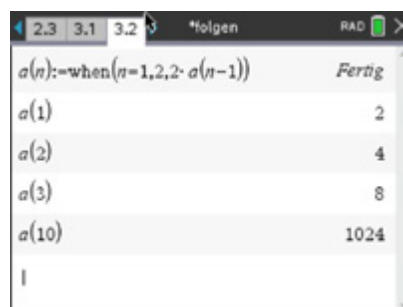 2.3 3.1 3.2 *folgen RAD
a(n):=when(n=1,2,2·a(n−1)) Fertig
a(1) 2
a(2) 4
a(3) 8
a(10) 1024